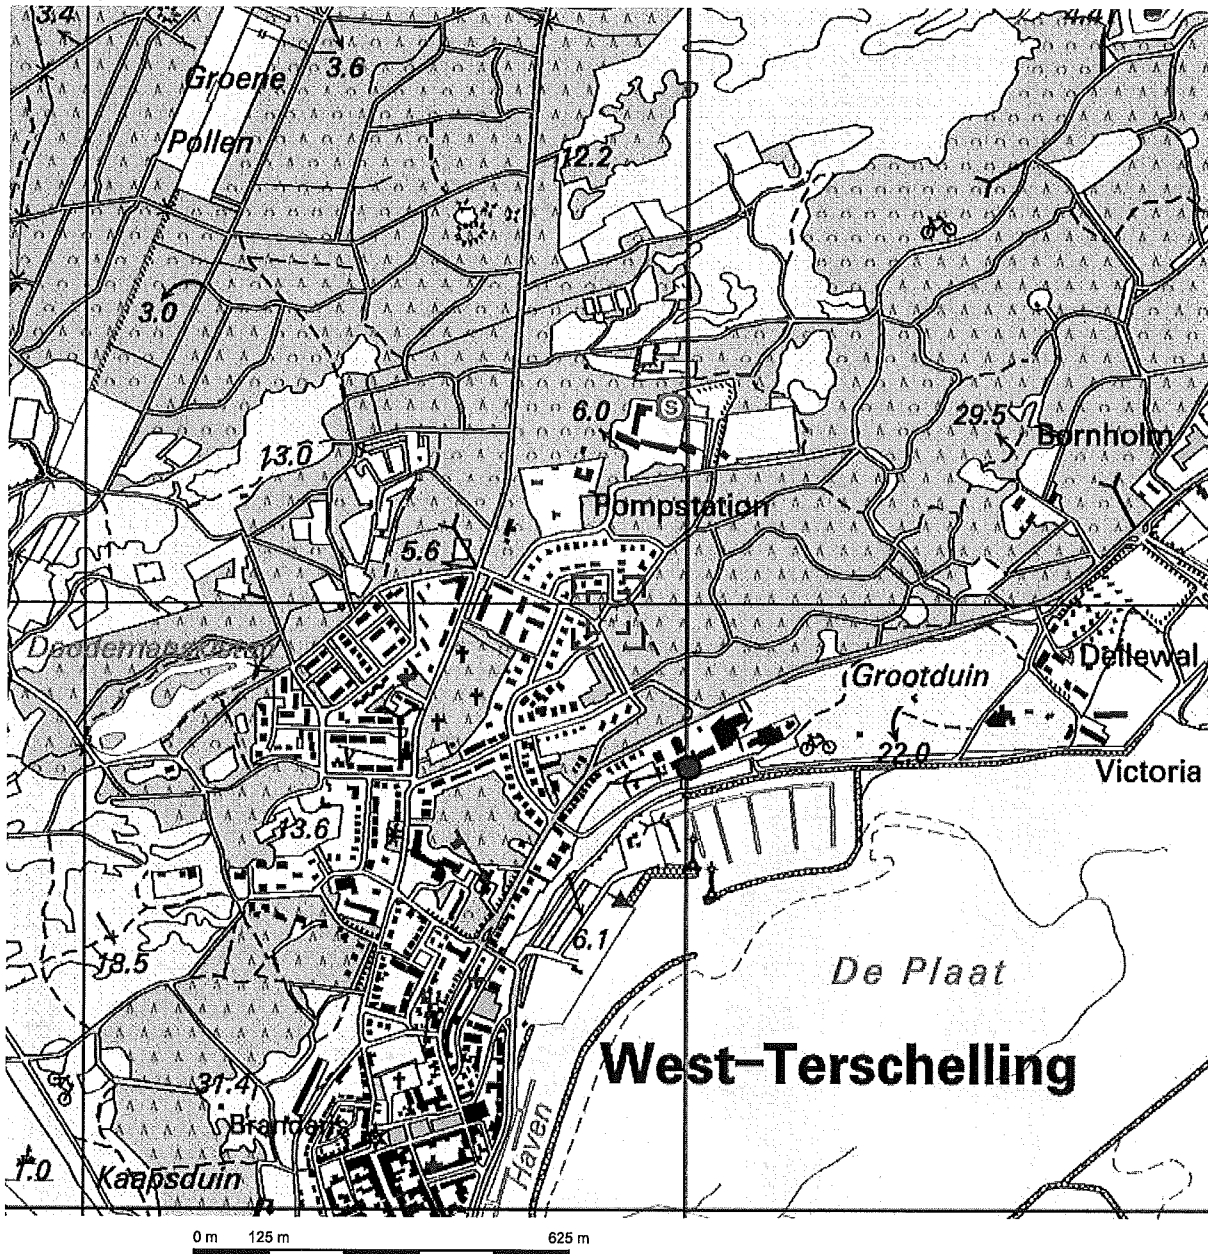 3.4
4.4
Groene
3.6
Pollen
12.2
3.0
6.0
S
29.5
Bornholm
13.0
Pompstation
5.6
Doodemanskisten
Dellewal
Grootduin
22.0
Victoria
13.6
6.1
18.5
De Plaat
West-Terschelling
31.4
Brandaris
Haven
1.0
Kaapsduin
0 m 125 m 625 m